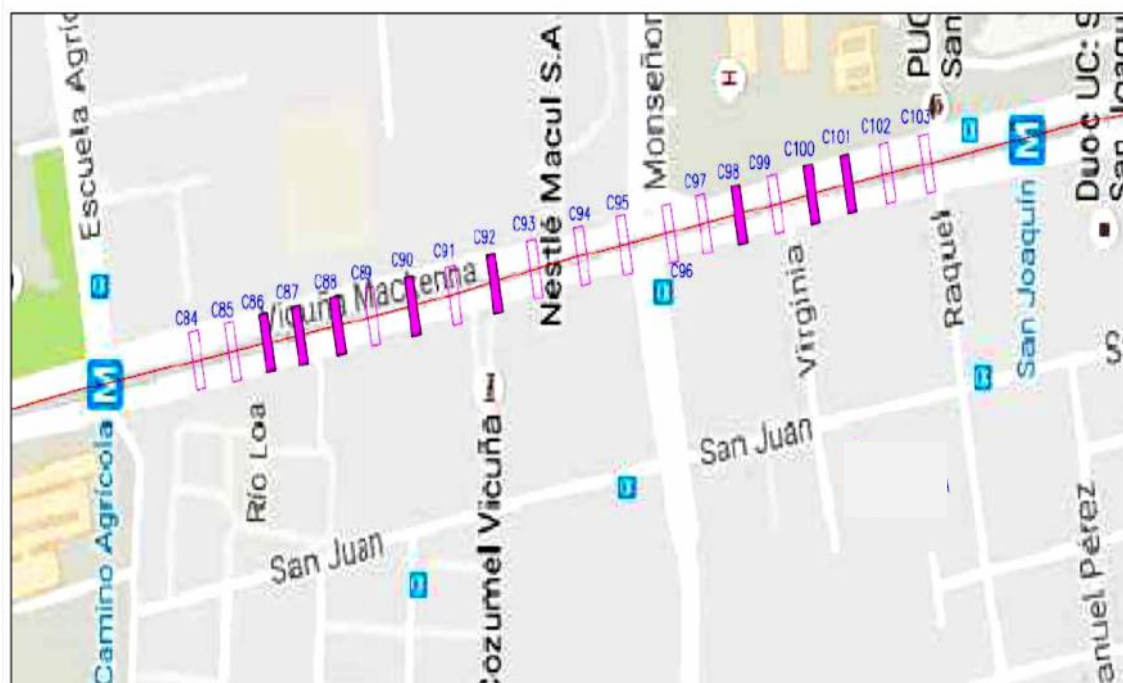 Escuela Agríc
Nestlé Macul S.A.
Monseñor
H
PUC
San
Duoc UC: S
San Joaqu
C84
C85
C86
C87
C88
C89
C90
C91
C92
C93
C94
C95
C96
C97
C98
C99
C100
C101
C102
C103
Vicuña Mackenna
M
M
San Joaquín
Raquel
Virginia
Río Loa
Camino Agrícola
San Juan
San Juan
Cozumel Vicuña
anuel Pérez
S